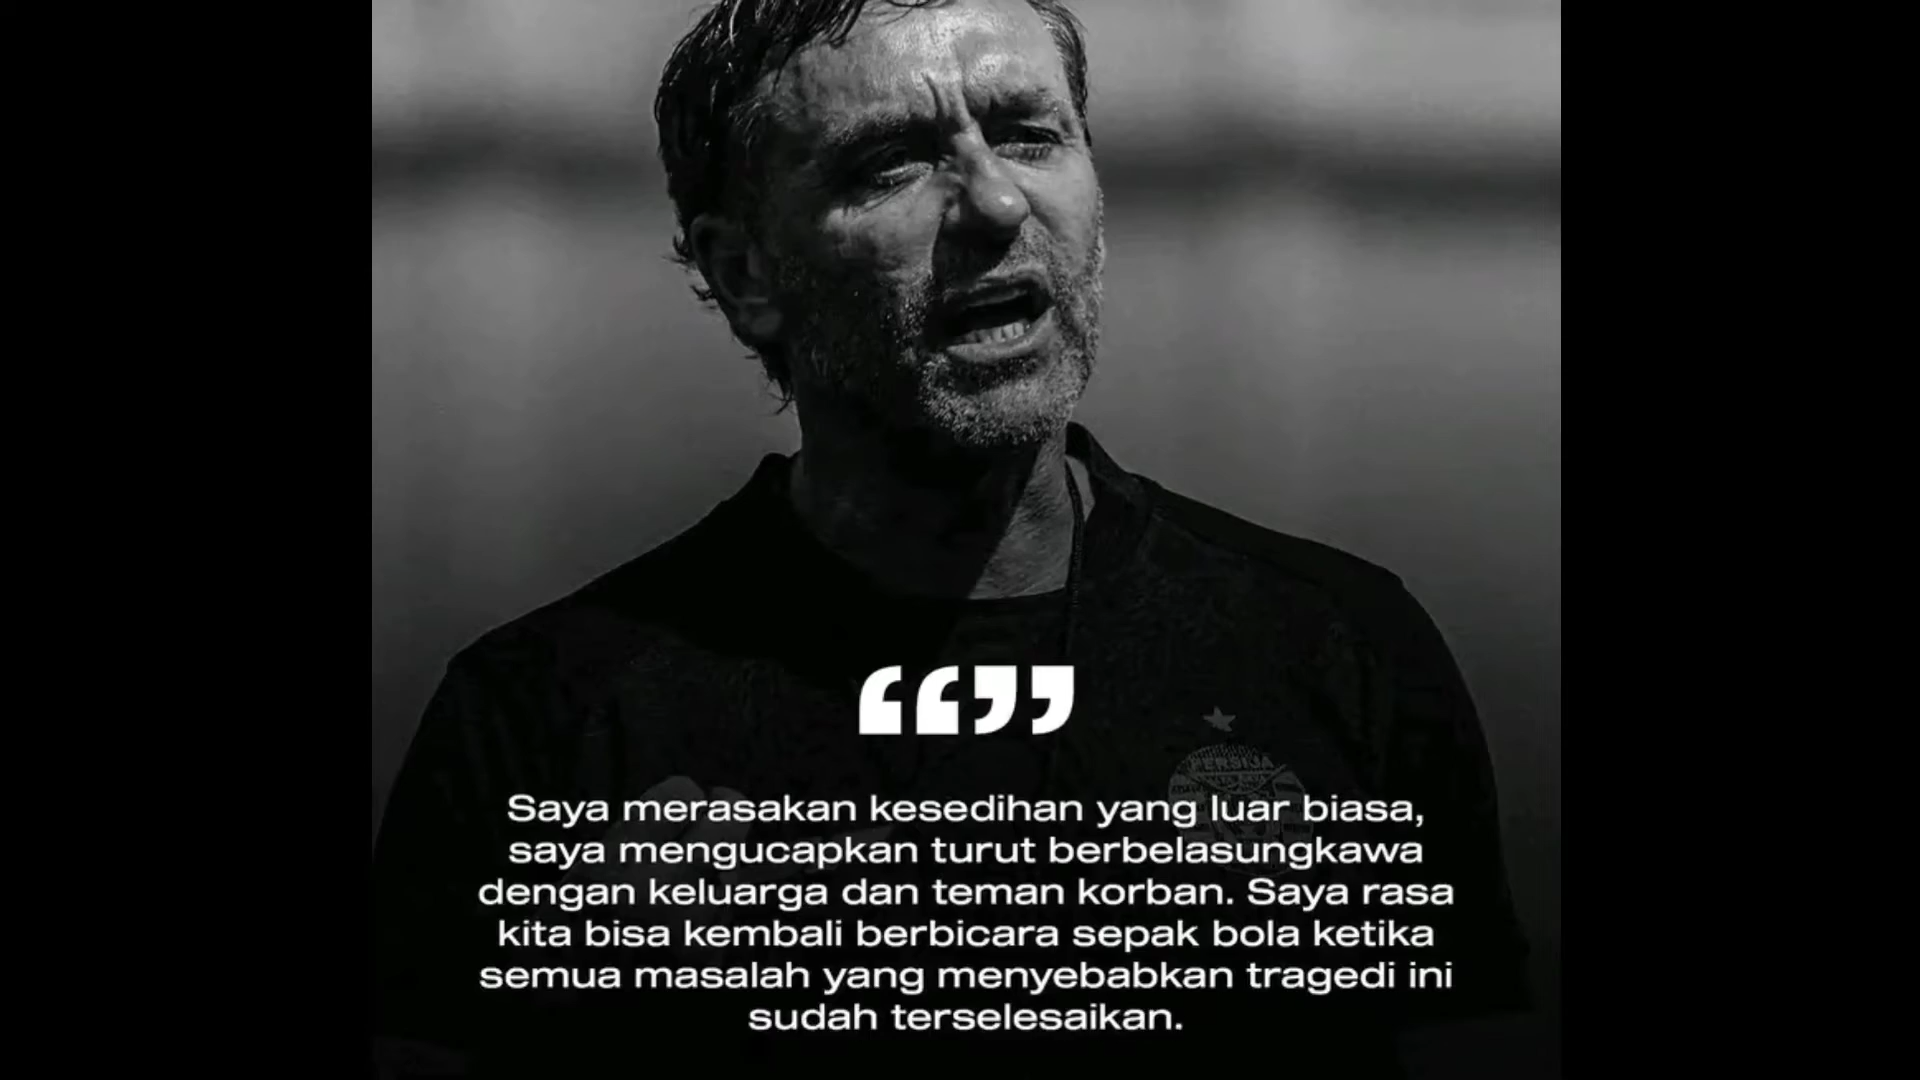 PERSIJA
Saya merasakan kesedihan yang luar biasa,
saya mengucapkan turut berbelasungkawa
dengan keluarga dan teman korban. Saya rasa
kita bisa kembali berbicara sepak bola ketika
semua masalah yang menyebabkan tragedi ini
sudah terselesaikan.